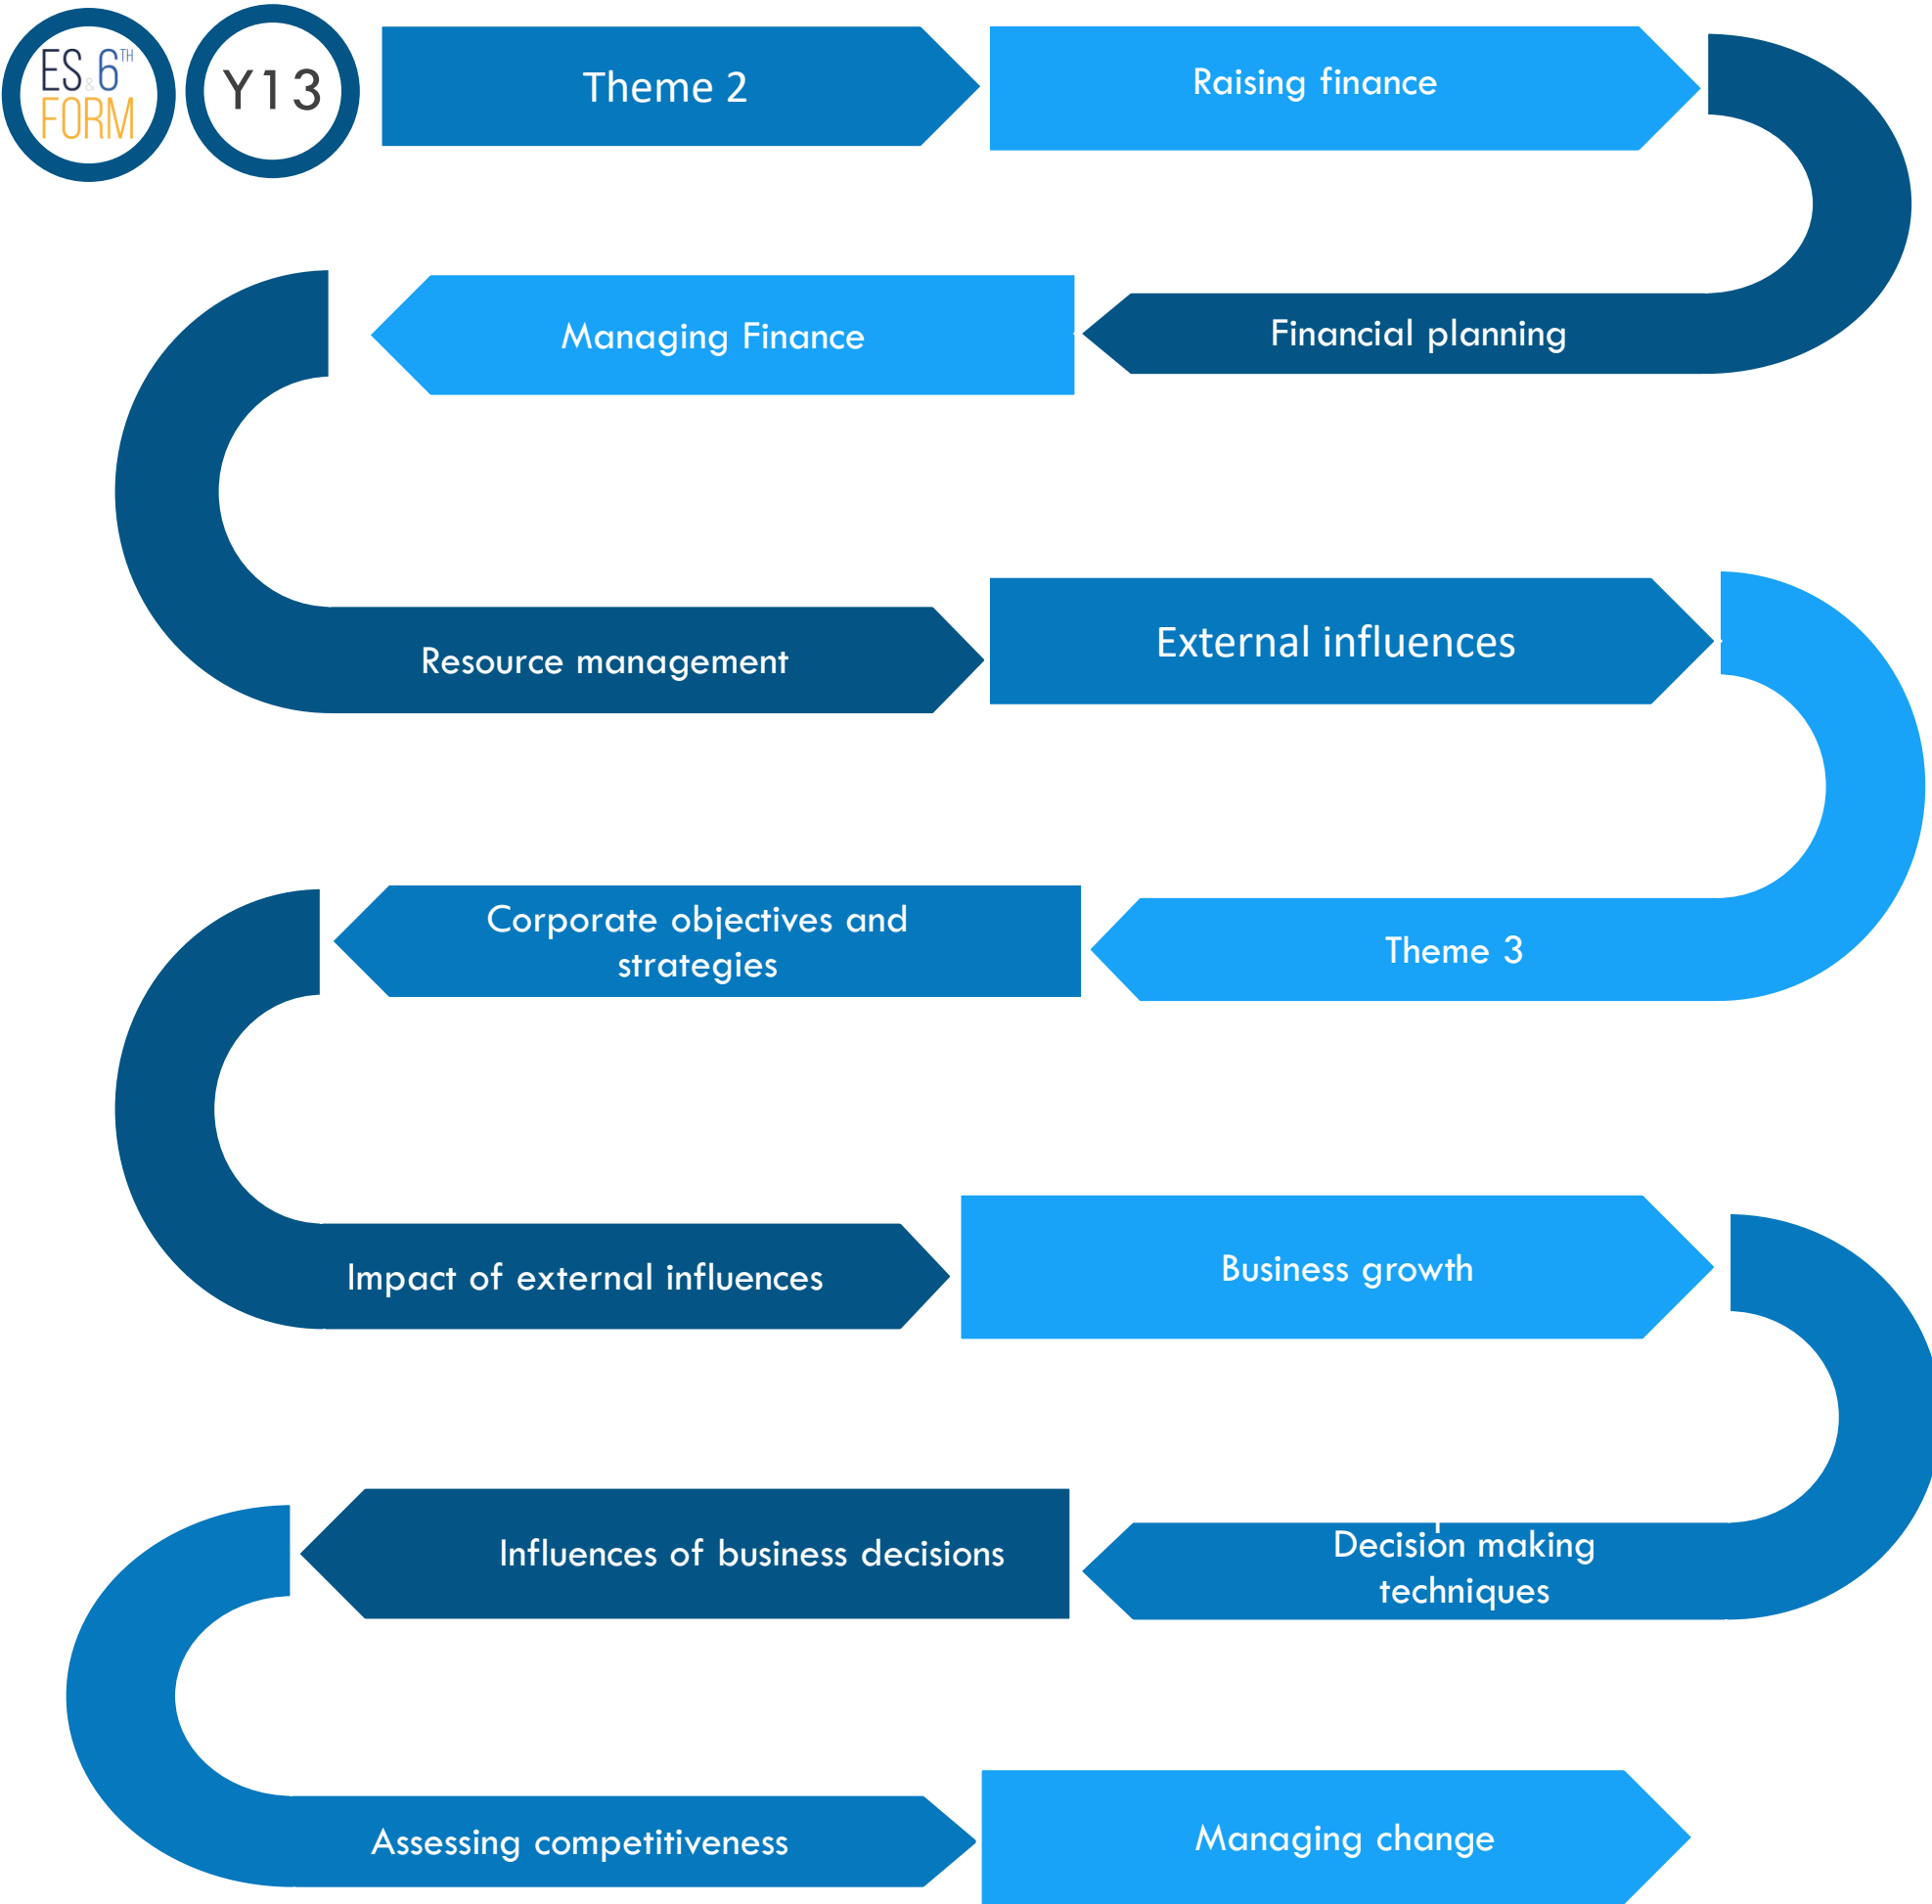 ES & 6TH
FORM
Y13
Theme 2
Raising finance
Financial planning
Managing Finance
Resource management
External influences
Theme 3
Corporate objectives and
strategies
Impact of external influences
Business growth
Decision making
techniques
Influences of business decisions
Assessing competitiveness
Managing change